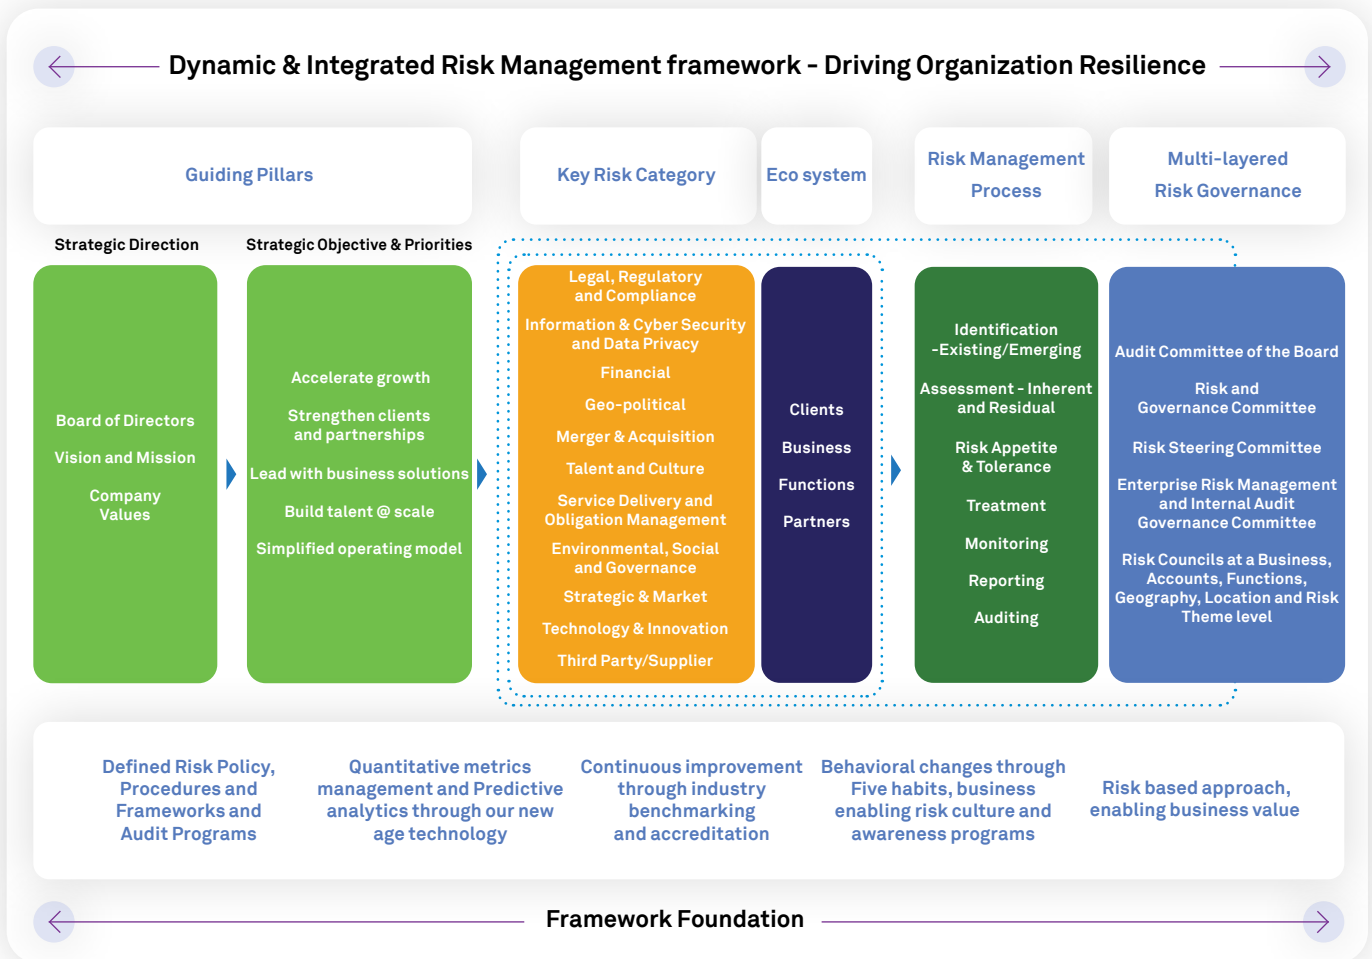 Dynamic & Integrated Risk Management framework - Driving Organization Resilience
Guiding Pillars
Key Risk Category
Eco system
Risk Management
Process
Multi-layered
Risk Governance
Strategic Direction
Board of Directors
Vision and Mission
Company
Values
Strategic Objective & Priorities
Accelerate growth
Strengthen clients
and partnerships
Lead with business solutions
Build talent @ scale
Simplified operating model
Legal, Regulatory
and Compliance
Information & Cyber Security
and Data Privacy
Financial
Geo-political
Merger & Acquisition
Talent and Culture
Service Delivery and
Obligation Management
Environmental, Social
and Governance
Strategic & Market
Technology & Innovation
Third Party/Supplier
Clients
Business
Functions
Partners
Identification
-Existing/Emerging
Assessment - Inherent
and Residual
Risk Appetite
& Tolerance
Treatment
Monitoring
Reporting
Auditing
Audit Committee of the Board
Risk and
Governance Committee
Risk Steering Committee
Enterprise Risk Management
and Internal Audit
Governance Committee
Risk Councils at a Business,
Accounts, Functions,
Geography, Location and Risk
Theme level
Defined Risk Policy,
Procedures and
Frameworks and
Audit Programs
Quantitative metrics
management and Predictive
analytics through our new
age technology
Continuous improvement
through industry
benchmarking
and accreditation
Behavioral changes through
Five habits, business
enabling risk culture and
awareness programs
Risk based approach,
enabling business value
Framework Foundation